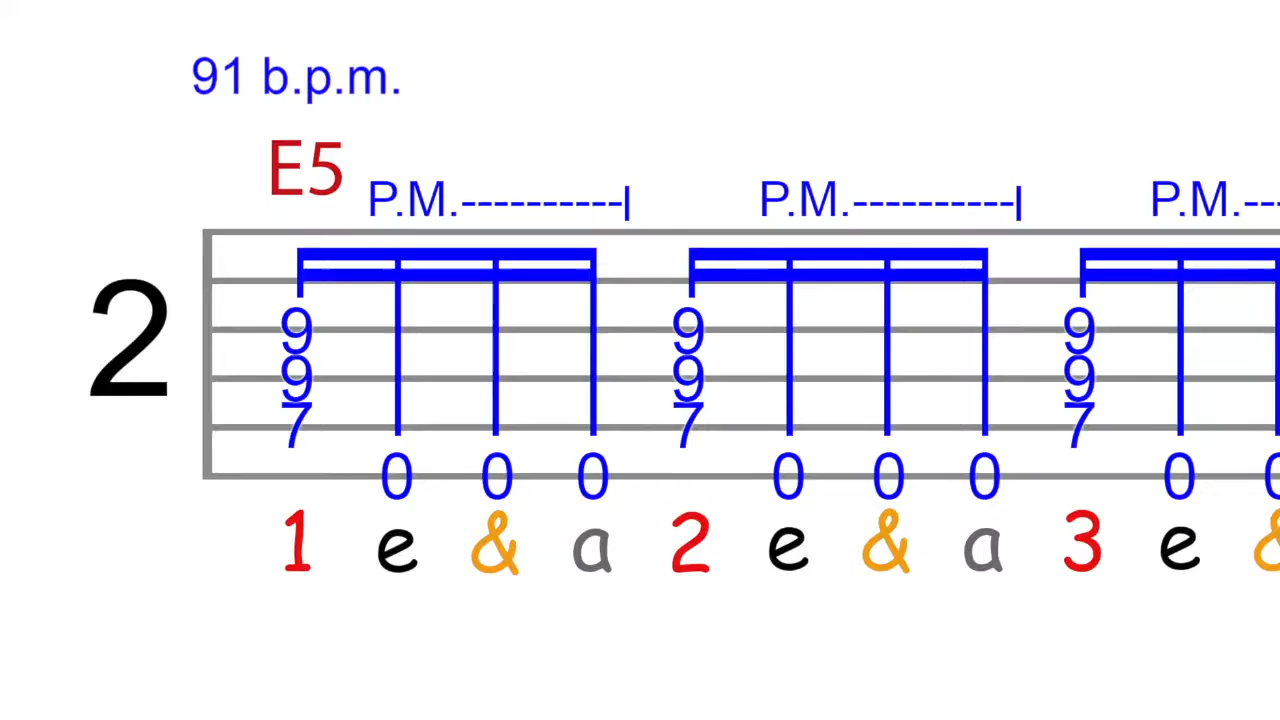 91 b.p.m.
E5
P.M.----------| P.M.----------| P.M.--
2
9 9 9
9 9 9
7 7 7
0 0 0 0 0 0 0 0
1 e & a 2 e & a 3 e &